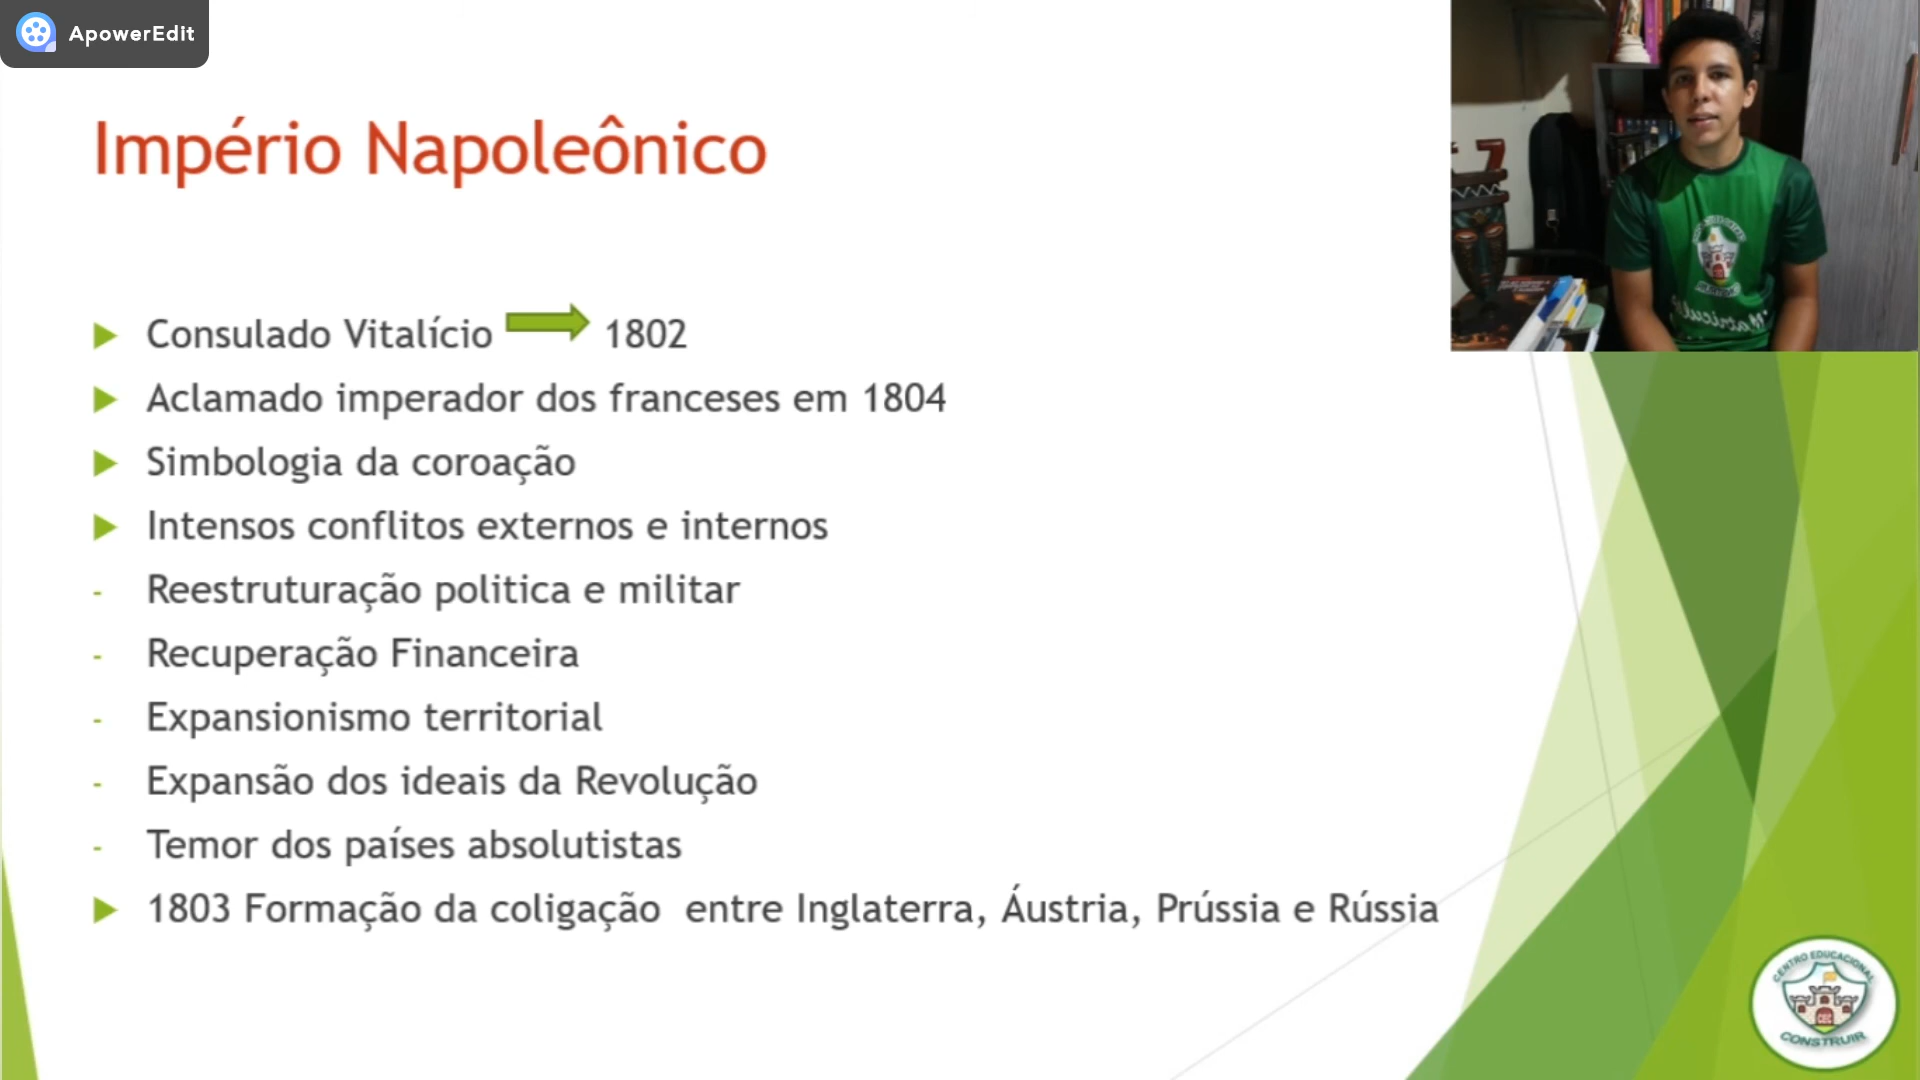 ApowerEdit
Império Napoleônico
Consulado Vitalício 1802
Aclamado imperador dos franceses em 1804
Simbologia da coroação
Intensos conflitos externos e internos
- Reestruturação politica e militar
- Recuperação Financeira
- Expansionismo territorial
- Expansão dos ideais da Revolução
- Temor dos países absolutistas
1803 Formação da coligação entre Inglaterra, Áustria, Prússia e Rússia
CENTRO EDUCACIONAL
CEC
CONSTRUIR